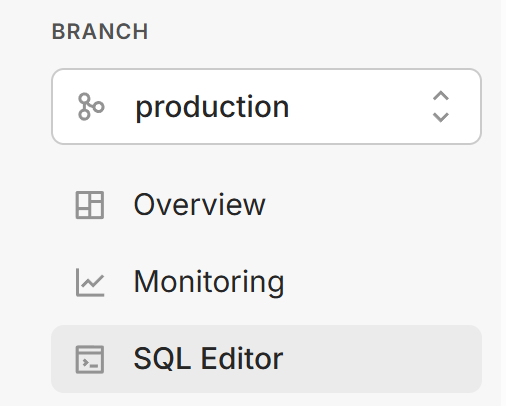 BRANCH
production
Overview
Monitoring
SQL Editor